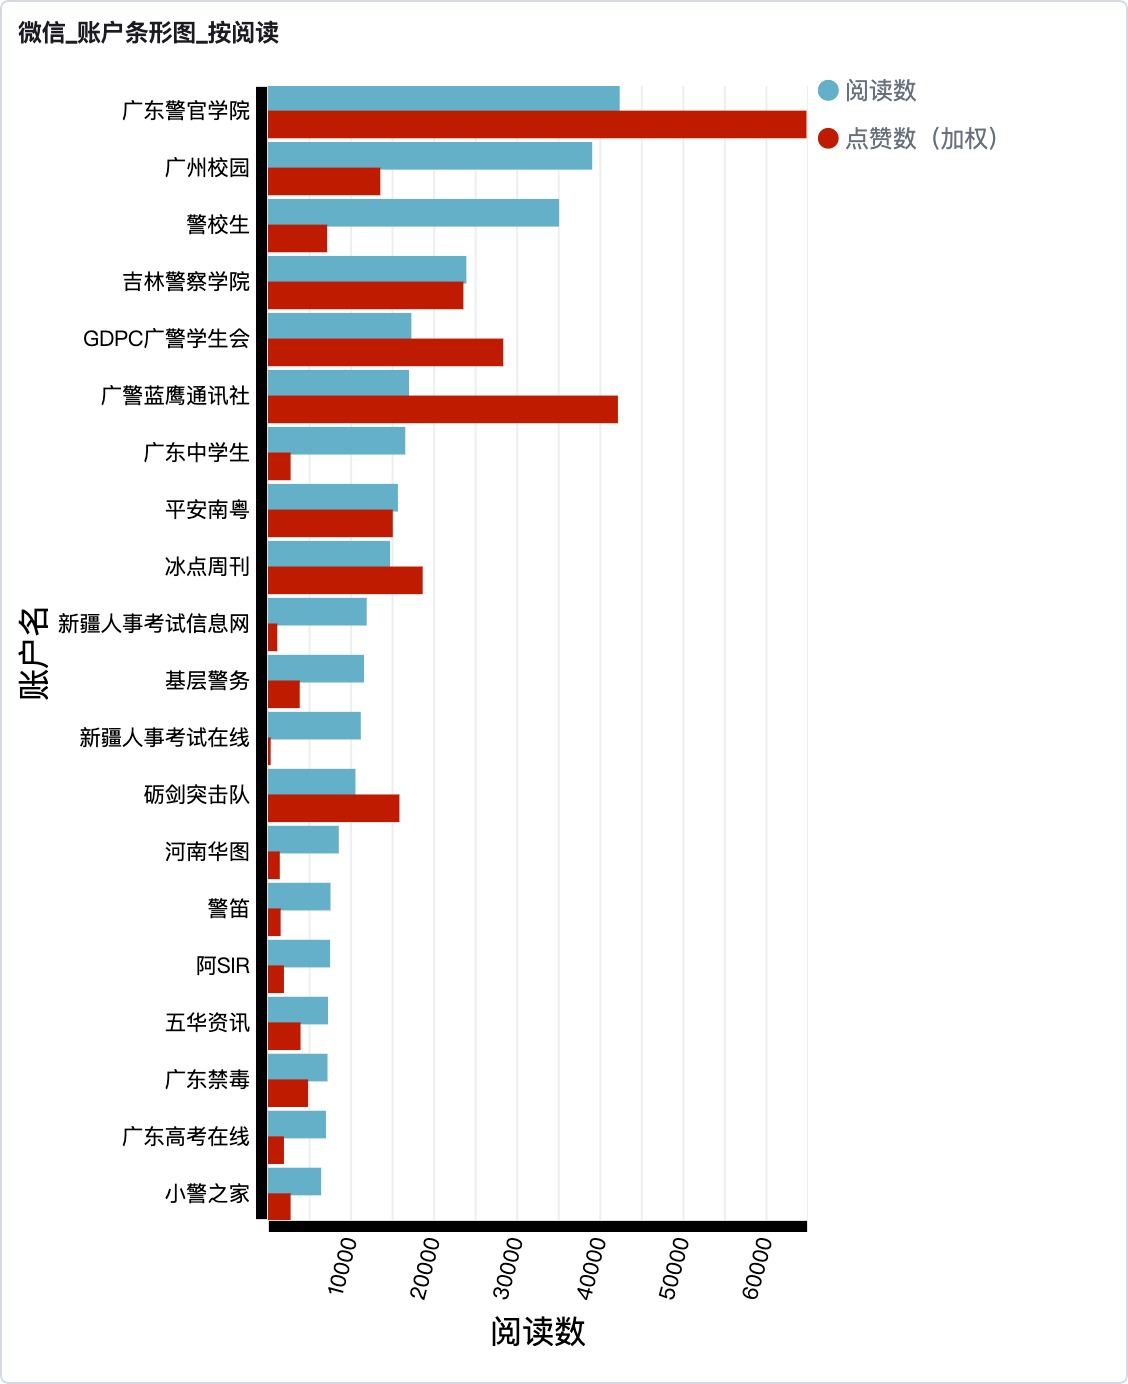 微信_账户条形图_按阅读
阅读数
点赞数（加权）
广东警官学院
广州校园
警校生
吉林警察学院
GDPC广警学生会
广警蓝鹰通讯社
广东中学生
平安南粤
冰点周刊
新疆人事考试信息网
基层警务
新疆人事考试在线
砺剑突击队
河南华图
警笛
阿SIR
五华资讯
广东禁毒
广东高考在线
小警之家
账户名
10000
20000
30000
40000
50000
60000
阅读数